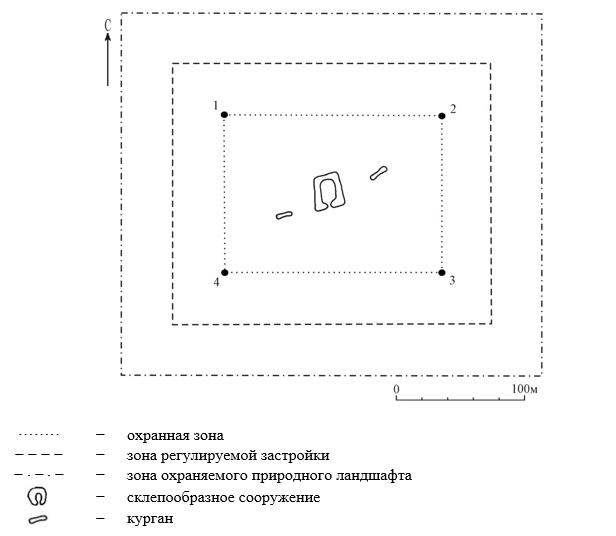 С
1
2
4
3
0 100м
– охранная зона
– зона регулируемой застройки
– зона охраняемого природного ландшафта
– склепообразное сооружение
– курган